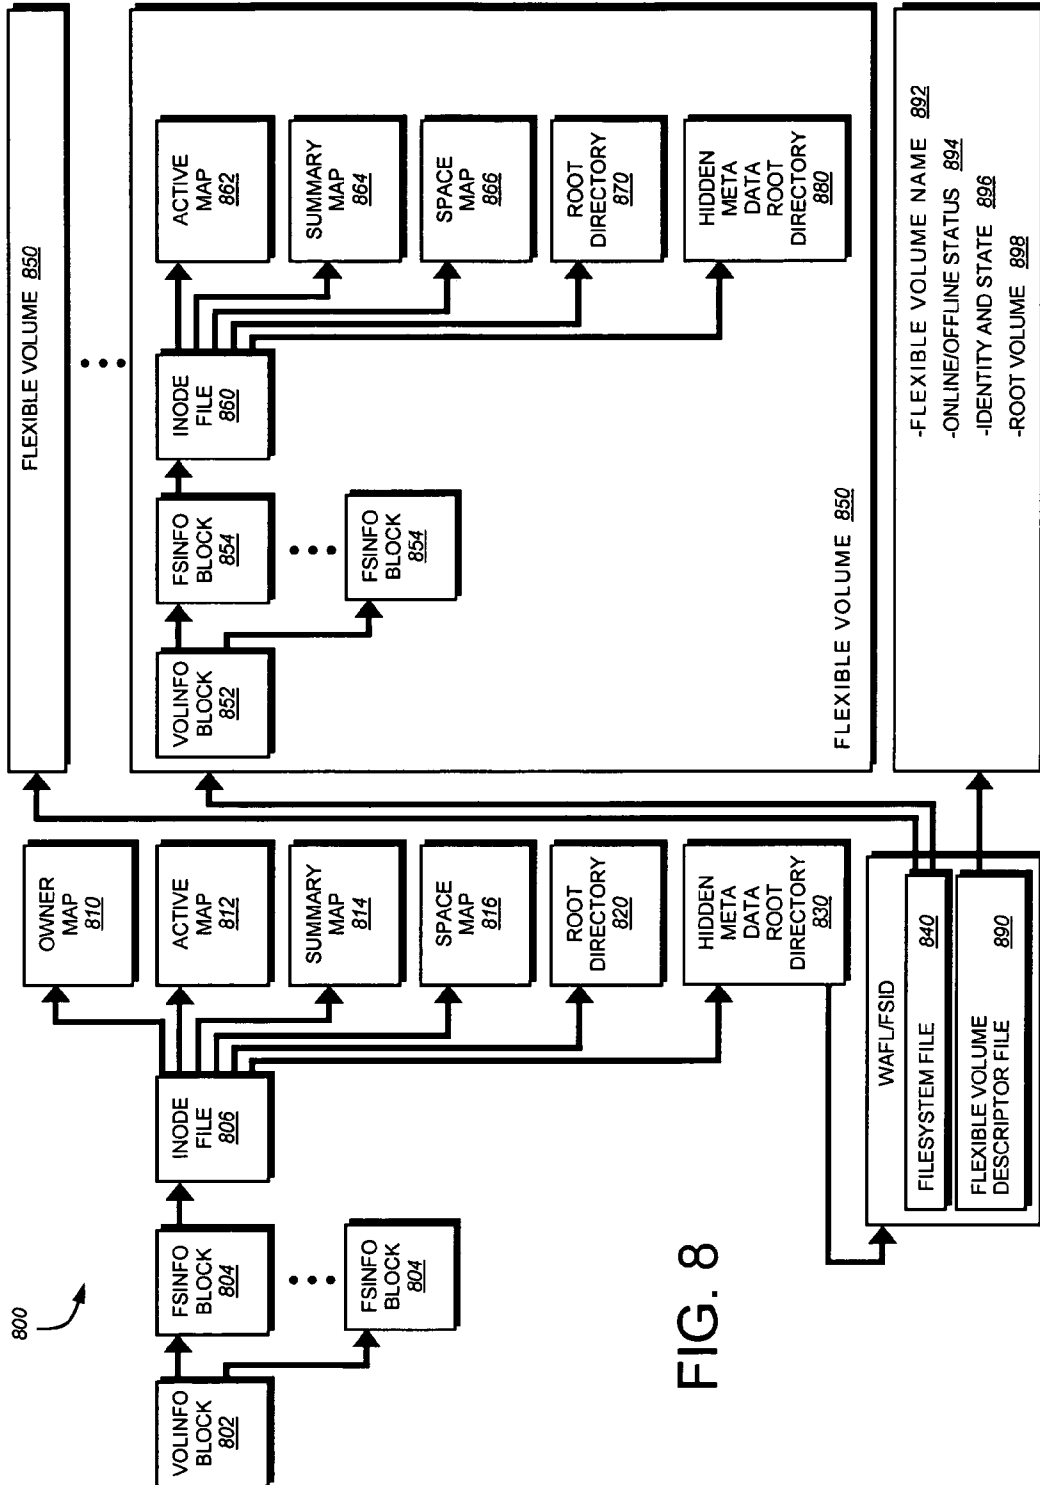 800
VOLINFO
BLOCK
802
FSINFO
BLOCK
804
FSINFO
BLOCK
804
INODE
FILE
806
OWNER
MAP
810
ACTIVE
MAP
812
SUMMARY
MAP
814
SPACE
MAP
816
ROOT
DIRECTORY
820
HIDDEN
META
DATA
ROOT
DIRECTORY
830
WAFL/FSID
FILESYSTEM FILE 840
FLEXIBLE VOLUME
DESCRIPTOR FILE 890
FLEXIBLE VOLUME 850
VOLINFO
BLOCK
852
FSINFO
BLOCK
854
FSINFO
BLOCK
854
INODE
FILE
860
ACTIVE
MAP
862
SUMMARY
MAP
864
SPACE
MAP
866
ROOT
DIRECTORY
870
HIDDEN
META
DATA
ROOT
DIRECTORY
880
FLEXIBLE VOLUME 850
-FLEXIBLE VOLUME NAME 892
-ONLINE/OFFLINE STATUS 894
-IDENTITY AND STATE 896
-ROOT VOLUME 898
FIG. 8